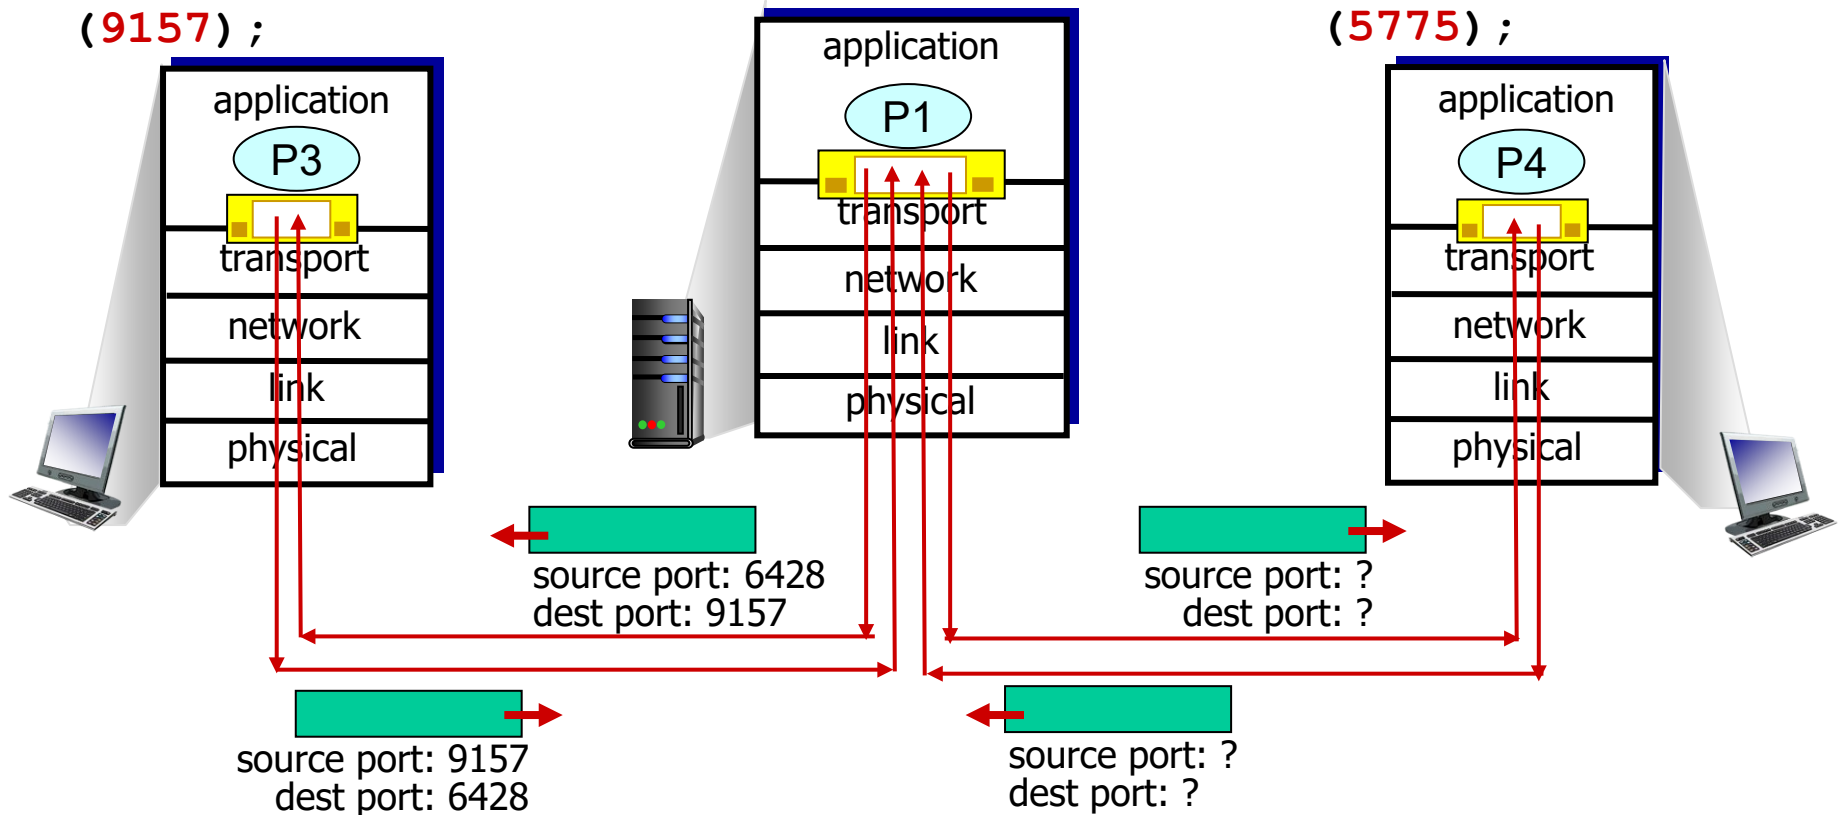 (9157);
application
P3
transport
network
link
physical
application
P1
transport
network
link
physical
(5775);
application
P4
transport
network
link
physical
source port: 6428
dest port: 9157
source port: ?
dest port: ?
source port: 9157
dest port: 6428
source port: ?
dest port: ?